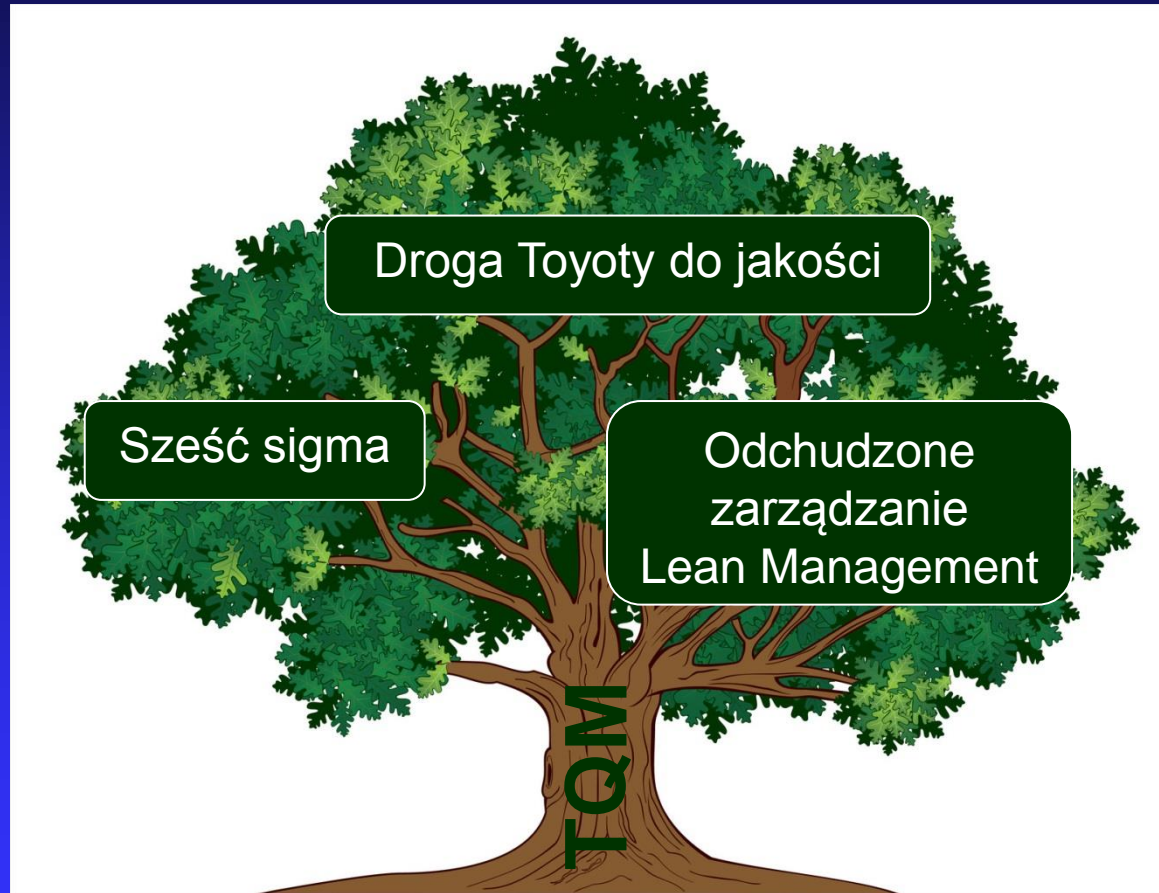 Droga Toyoty do jakości
Sześć sigma
Odchudzone
zarządzanie
Lean Management
TQM